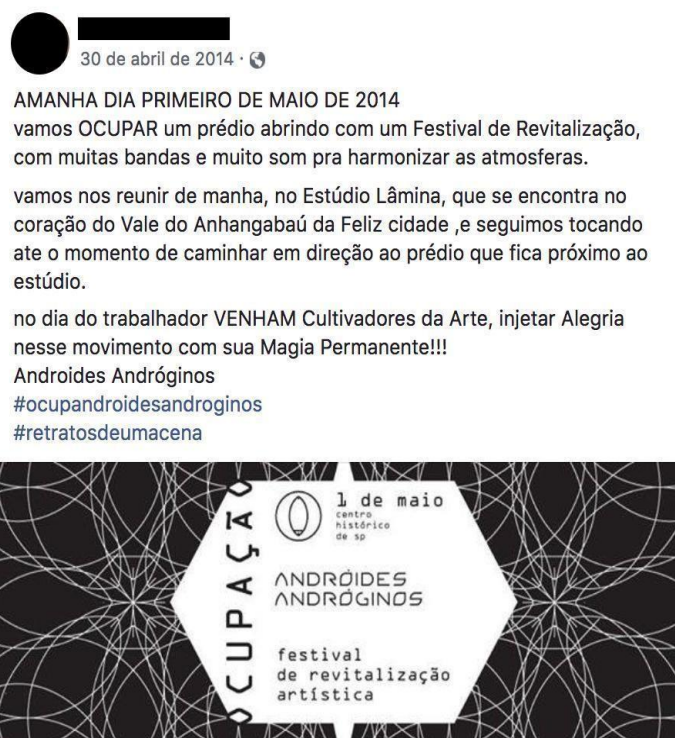 30 de abril de 2014 ·
AMANHA DIA PRIMEIRO DE MAIO DE 2014
vamos OCUPAR um prédio abrindo com um Festival de Revitalização,
com muitas bandas e muito som pra harmonizar as atmosferas.
vamos nos reunir de manha, no Estúdio Lâmina, que se encontra no
coração do Vale do Anhangabaú da Feliz cidade ,e seguimos tocando
ate o momento de caminhar em direção ao prédio que fica próximo ao
estúdio.
no dia do trabalhador VENHAM Cultivadores da Arte, injetar Alegria
nesse movimento com sua Magia Permanente!!!
Androides Andróginos
#ocupandroidesandroginos
#retratosdeumacena
OCUPAÇÃO
1 de maio
centro
histórico
de sp
ANDRÓIDES
ANDRÓGINOS
festival
de revitalização
artística